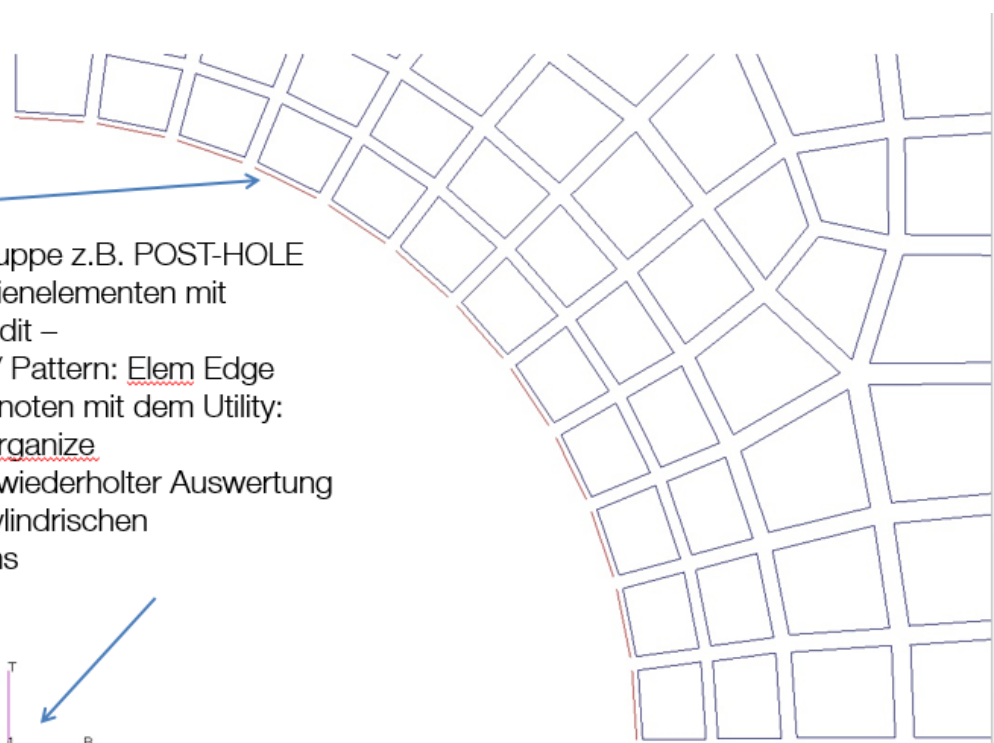 uppe z.B. POST-HOLE
ienelementen mit
dit –
/ Pattern: Elem Edge
noten mit dem Utility:
rganize
wiederholter Auswertung
ylindrischen
ns
T